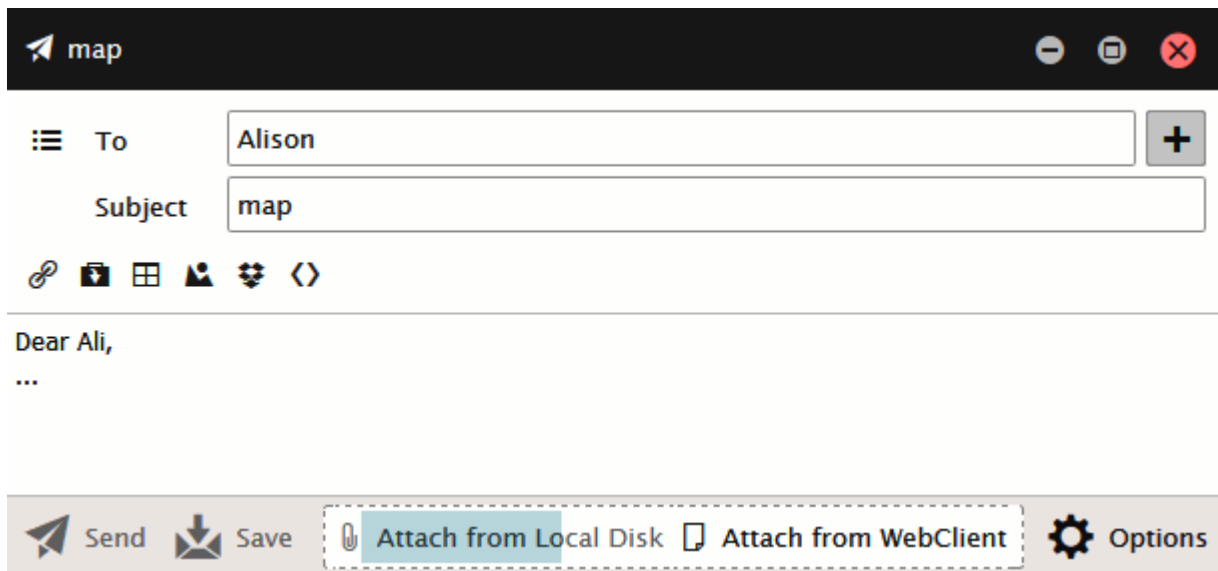 map
To Alison +
Subject map
Dear Ali,
...
Send Save Attach from Local Disk Attach from WebClient Options